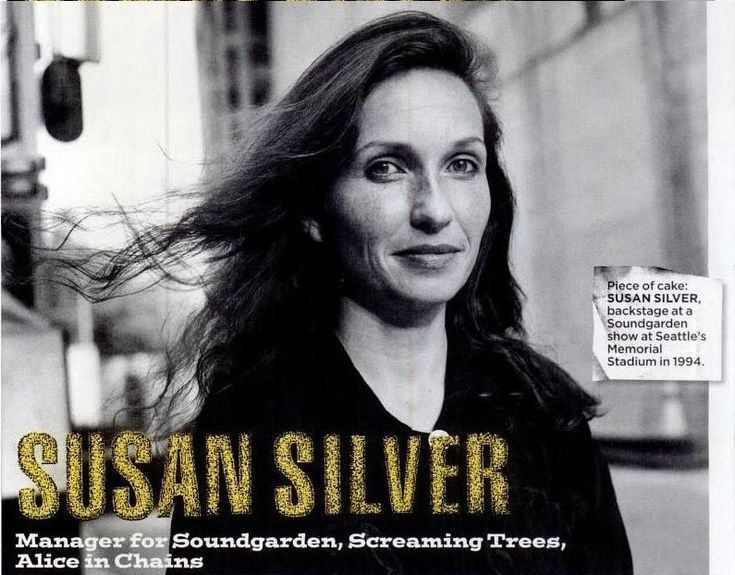 Piece of cake:
SUSAN SILVER,
backstage at a
Soundgarden
show at Seattle's
Memorial
Stadium in 1994.
SUSAN SILVER
Manager for Soundgarden, Screaming Trees,
Alice in Chains